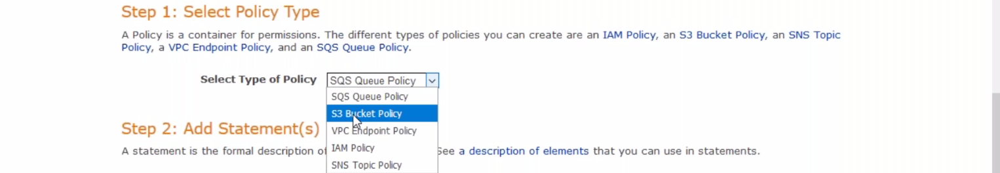 Step 1: Select Policy Type
A Policy is a container for permissions. The different types of policies you can create are an IAM Policy, an S3 Bucket Policy, an SNS Topic
Policy, a VPC Endpoint Policy, and an SQS Queue Policy.
Select Type of Policy SQS Queue Policy
SQS Queue Policy
S3 Bucket Policy
VPC Endpoint Policy
IAM Policy
SNS Topic Policy
Step 2: Add Statement(s)
A statement is the formal description of See a description of elements that you can use in statements.